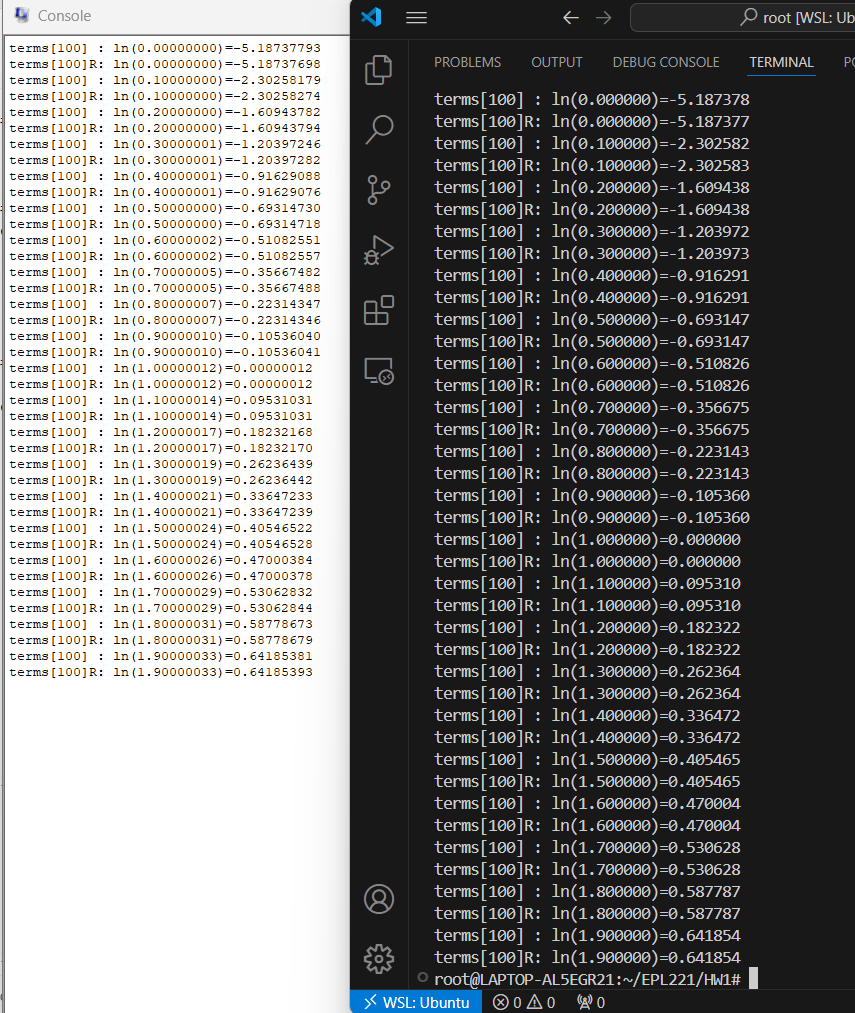 Console
terms[100] : ln(0.00000000)=-5.18737793
terms[100]R: ln(0.00000000)=-5.18737698
terms[100] : ln(0.10000000)=-2.30258179
terms[100]R: ln(0.10000000)=-2.30258274
terms[100] : ln(0.20000000)=-1.60943782
terms[100]R: ln(0.20000000)=-1.60943794
terms[100] : ln(0.30000001)=-1.20397246
terms[100]R: ln(0.30000001)=-1.20397282
terms[100] : ln(0.40000001)=-0.91629088
terms[100]R: ln(0.40000001)=-0.91629076
terms[100] : ln(0.50000000)=-0.69314730
terms[100]R: ln(0.50000000)=-0.69314718
terms[100] : ln(0.60000002)=-0.51082551
terms[100]R: ln(0.60000002)=-0.51082557
terms[100] : ln(0.70000005)=-0.35667482
terms[100]R: ln(0.70000005)=-0.35667488
terms[100] : ln(0.80000007)=-0.22314347
terms[100]R: ln(0.80000007)=-0.22314346
terms[100] : ln(0.90000010)=-0.10536040
terms[100]R: ln(0.90000010)=-0.10536041
terms[100] : ln(1.00000012)=0.00000012
terms[100]R: ln(1.00000012)=0.00000012
terms[100] : ln(1.10000014)=0.09531031
terms[100]R: ln(1.10000014)=0.09531031
terms[100] : ln(1.20000017)=0.18232168
terms[100]R: ln(1.20000017)=0.18232170
terms[100] : ln(1.30000019)=0.26236439
terms[100]R: ln(1.30000019)=0.26236442
terms[100] : ln(1.40000021)=0.33647233
terms[100]R: ln(1.40000021)=0.33647239
terms[100] : ln(1.50000024)=0.40546522
terms[100]R: ln(1.50000024)=0.40546528
terms[100] : ln(1.60000026)=0.47000384
terms[100]R: ln(1.60000026)=0.47000378
terms[100] : ln(1.70000029)=0.53062832
terms[100]R: ln(1.70000029)=0.53062844
terms[100] : ln(1.80000031)=0.58778673
terms[100]R: ln(1.80000031)=0.58778679
terms[100] : ln(1.90000033)=0.64185381
terms[100]R: ln(1.90000033)=0.64185393
root [WSL: Ub
PROBLEMS OUTPUT DEBUG CONSOLE TERMINAL PO
terms[100] : ln(0.000000)=-5.187378
terms[100]R: ln(0.000000)=-5.187377
terms[100] : ln(0.100000)=-2.302582
terms[100]R: ln(0.100000)=-2.302583
terms[100] : ln(0.200000)=-1.609438
terms[100]R: ln(0.200000)=-1.609438
terms[100] : ln(0.300000)=-1.203972
terms[100]R: ln(0.300000)=-1.203973
terms[100] : ln(0.400000)=-0.916291
terms[100]R: ln(0.400000)=-0.916291
terms[100] : ln(0.500000)=-0.693147
terms[100]R: ln(0.500000)=-0.693147
terms[100] : ln(0.600000)=-0.510826
terms[100]R: ln(0.600000)=-0.510826
terms[100] : ln(0.700000)=-0.356675
terms[100]R: ln(0.700000)=-0.356675
terms[100] : ln(0.800000)=-0.223143
terms[100]R: ln(0.800000)=-0.223143
terms[100] : ln(0.900000)=-0.105360
terms[100]R: ln(0.900000)=-0.105360
terms[100] : ln(1.000000)=0.000000
terms[100]R: ln(1.000000)=0.000000
terms[100] : ln(1.100000)=0.095310
terms[100]R: ln(1.100000)=0.095310
terms[100] : ln(1.200000)=0.182322
terms[100]R: ln(1.200000)=0.182322
terms[100] : ln(1.300000)=0.262364
terms[100]R: ln(1.300000)=0.262364
terms[100] : ln(1.400000)=0.336472
terms[100]R: ln(1.400000)=0.336472
terms[100] : ln(1.500000)=0.405465
terms[100]R: ln(1.500000)=0.405465
terms[100] : ln(1.600000)=0.470004
terms[100]R: ln(1.600000)=0.470004
terms[100] : ln(1.700000)=0.530628
terms[100]R: ln(1.700000)=0.530628
terms[100] : ln(1.800000)=0.587787
terms[100]R: ln(1.800000)=0.587787
terms[100] : ln(1.900000)=0.641854
terms[100]R: ln(1.900000)=0.641854
root@LAPTOP-AL5EGR21:~/EPL221/HW1#
WSL: Ubuntu 0 0 0